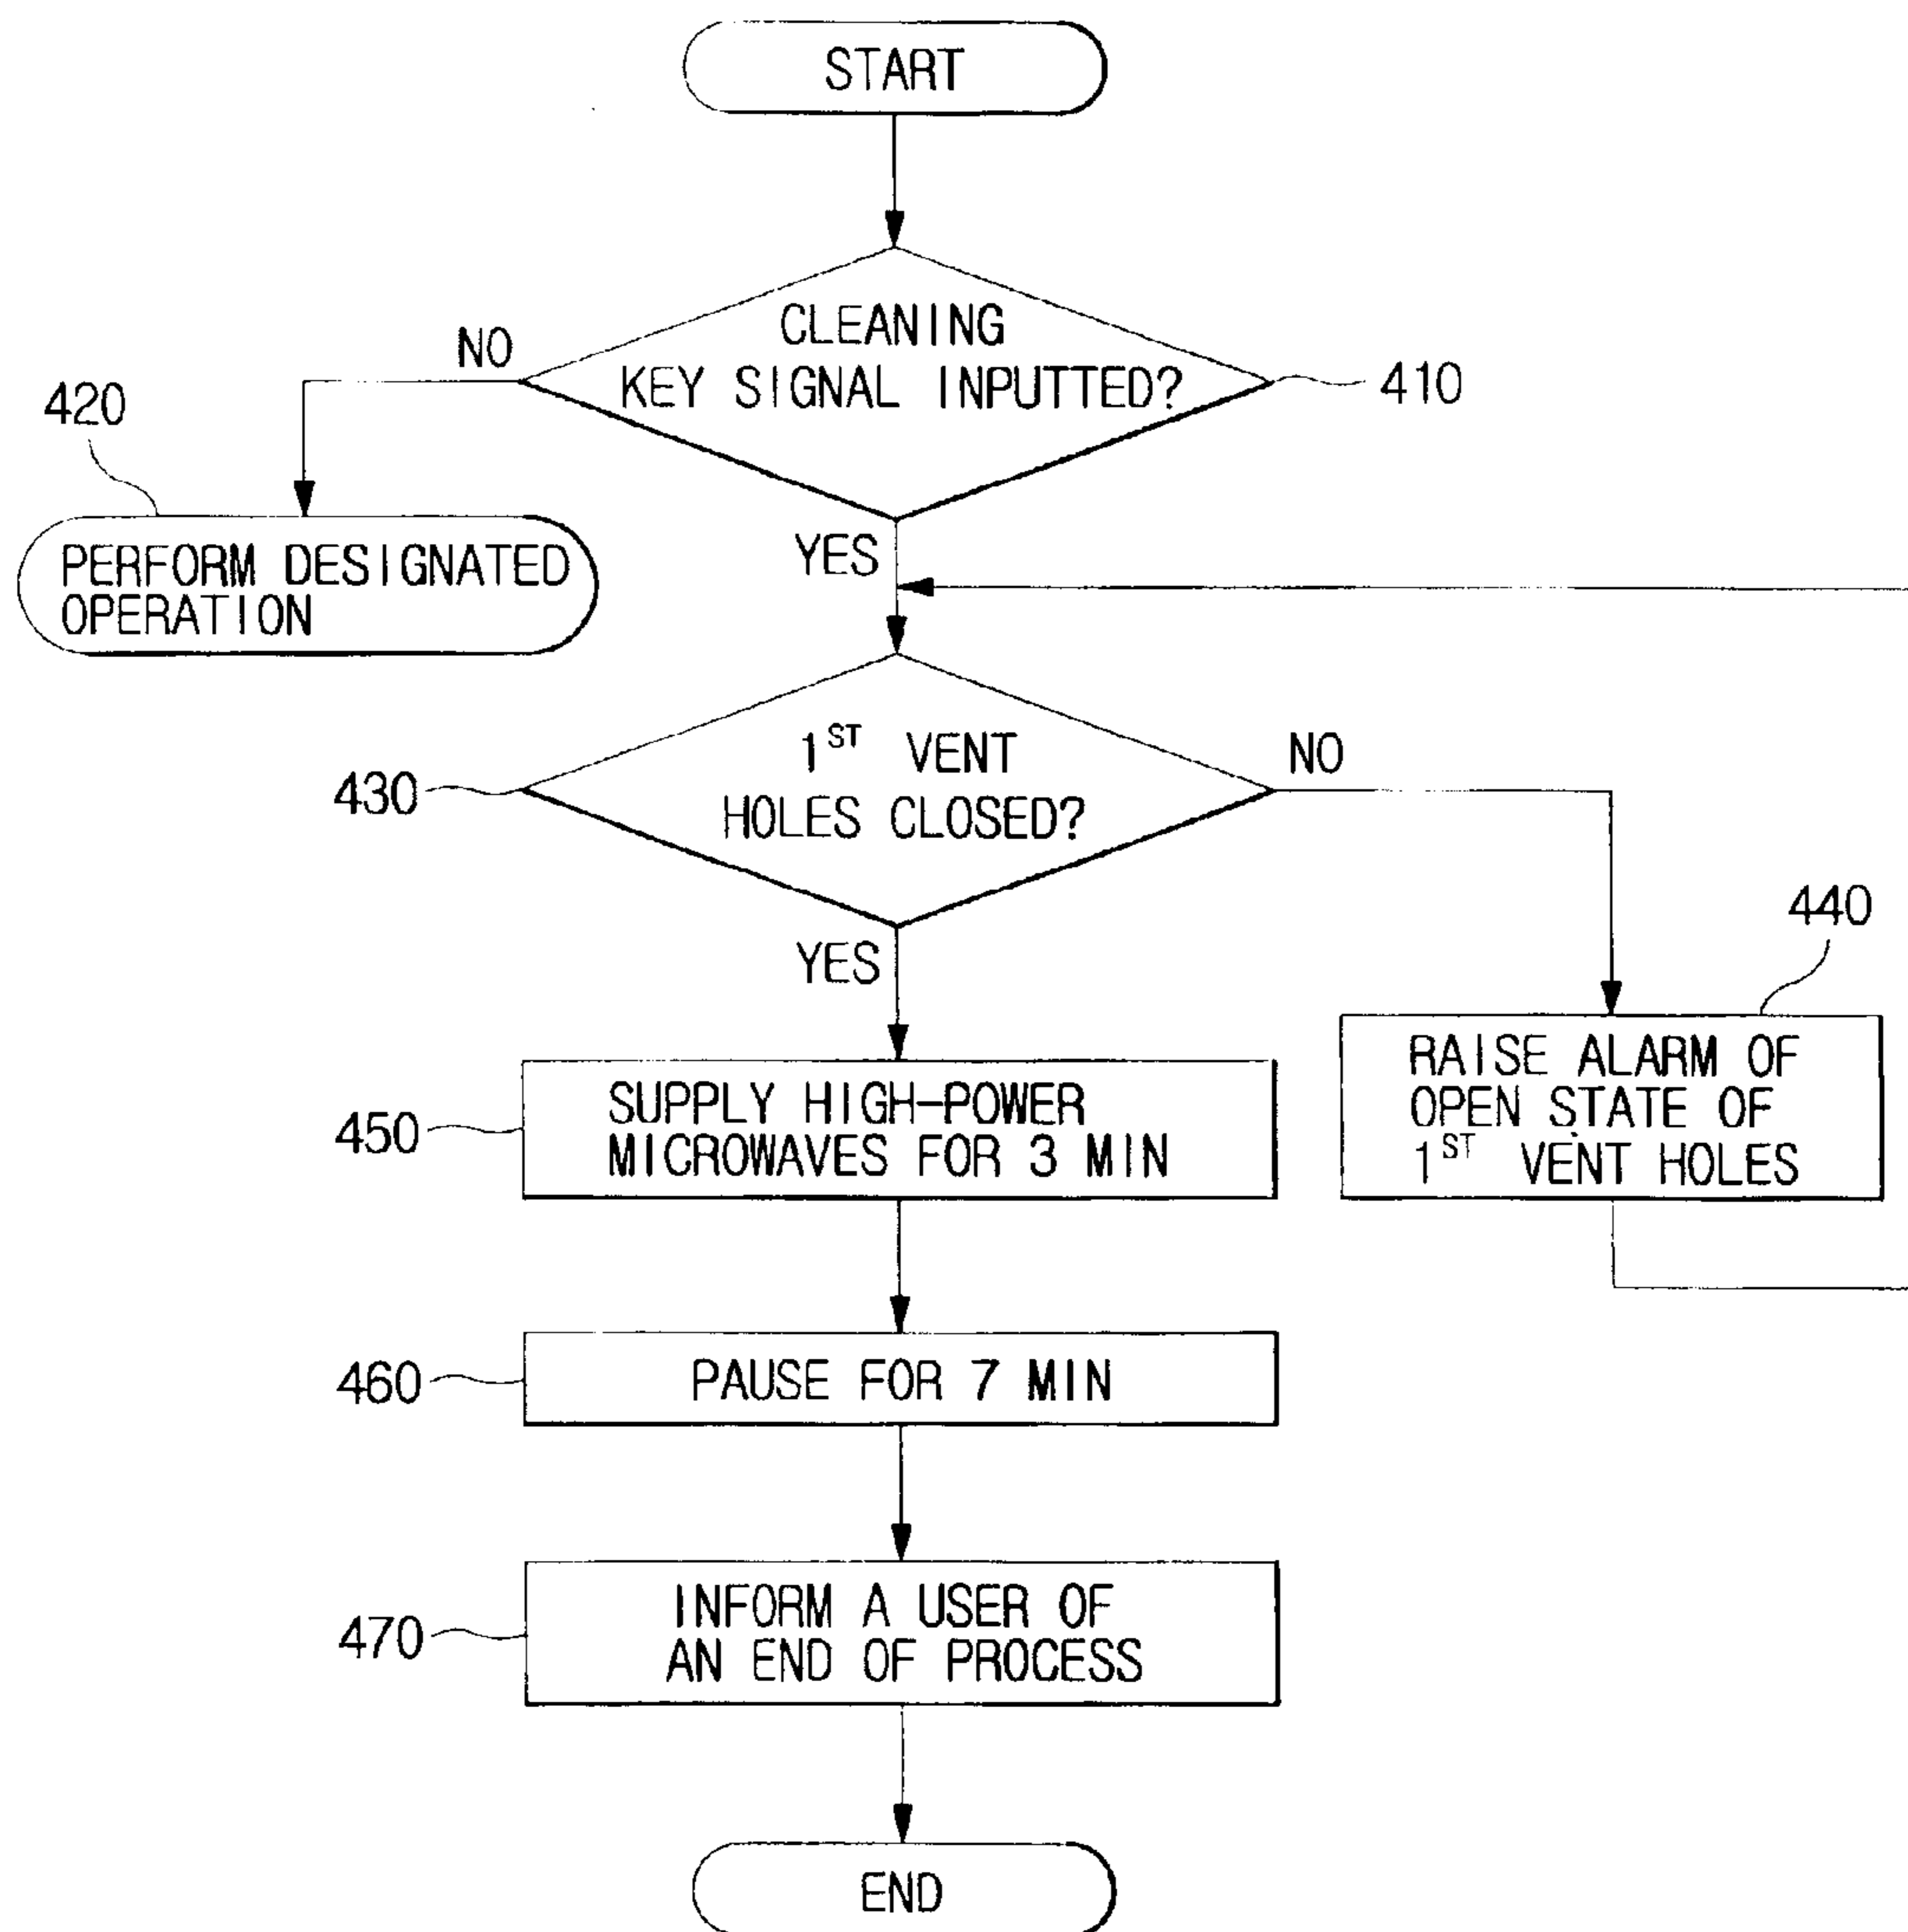 START
CLEANING
KEY SIGNAL INPUTTED?
410
NO
420
PERFORM DESIGNATED
OPERATION
YES
1ST VENT
HOLES CLOSED?
430
NO
440
RAISE ALARM OF
OPEN STATE OF
1ST VENT HOLES
YES
450
SUPPLY HIGH-POWER
MICROWAVES FOR 3 MIN
460
PAUSE FOR 7 MIN
470
INFORM A USER OF
AN END OF PROCESS
END